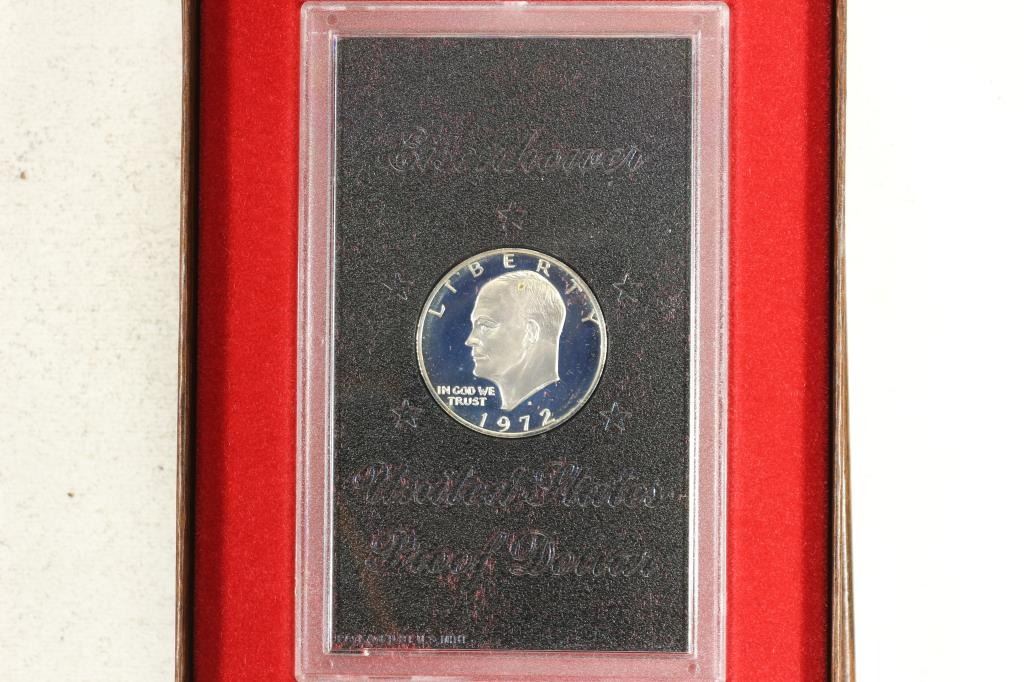 Eisenhower
LIBERTY
IN GOD WE
TRUST
1972
United States
Proof Dollar